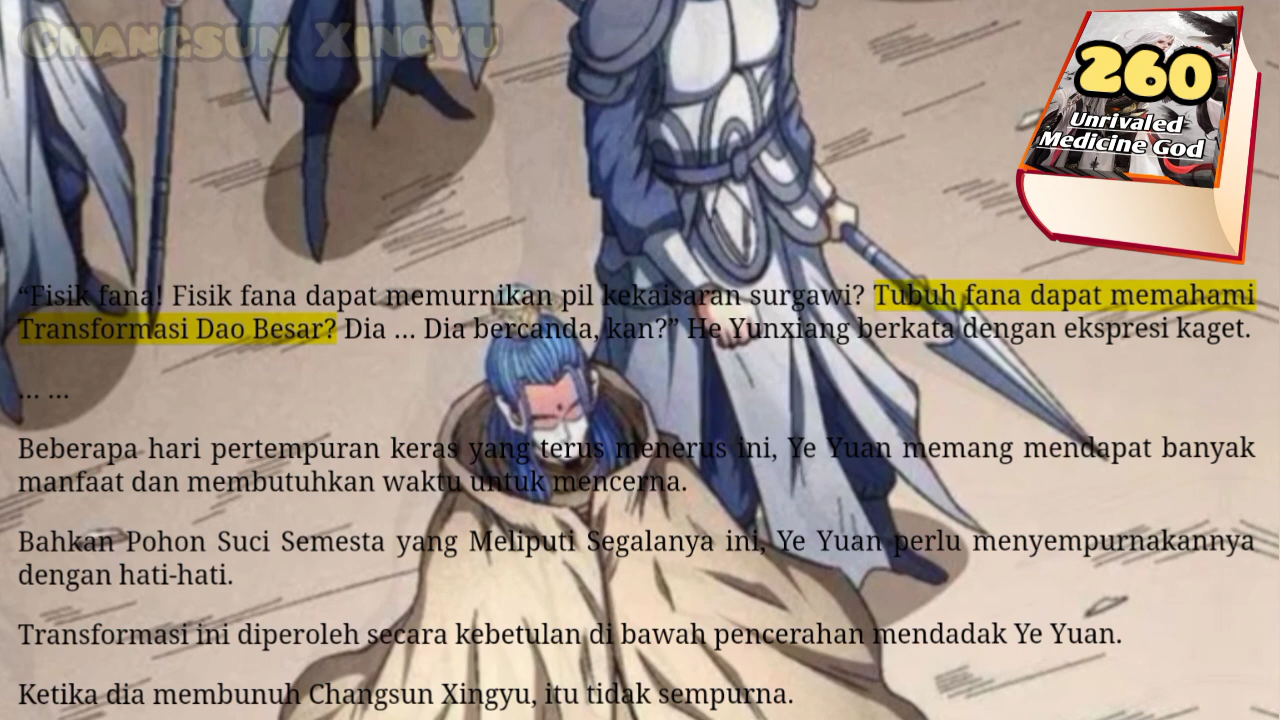 Changsun Xingyu
260
Unrivaled
Medicine God
“Fisik fana! Fisik fana dapat memurnikan pil kekaisaran surgawi? Tubuh fana dapat memahami
Transformasi Dao Besar? Dia ... Dia bercanda, kan?” He Yunxiang berkata dengan ekspresi kaget.
... ...
Beberapa hari pertempuran keras yang terus menerus ini, Ye Yuan memang mendapat banyak
manfaat dan membutuhkan waktu untuk mencerna.
Bahkan Pohon Suci Semesta yang Meliputi Segalanya ini, Ye Yuan perlu menyempurnakannya
dengan hati-hati.
Transformasi ini diperoleh secara kebetulan di bawah pencerahan mendadak Ye Yuan.
Ketika dia membunuh Changsun Xingyu, itu tidak sempurna.